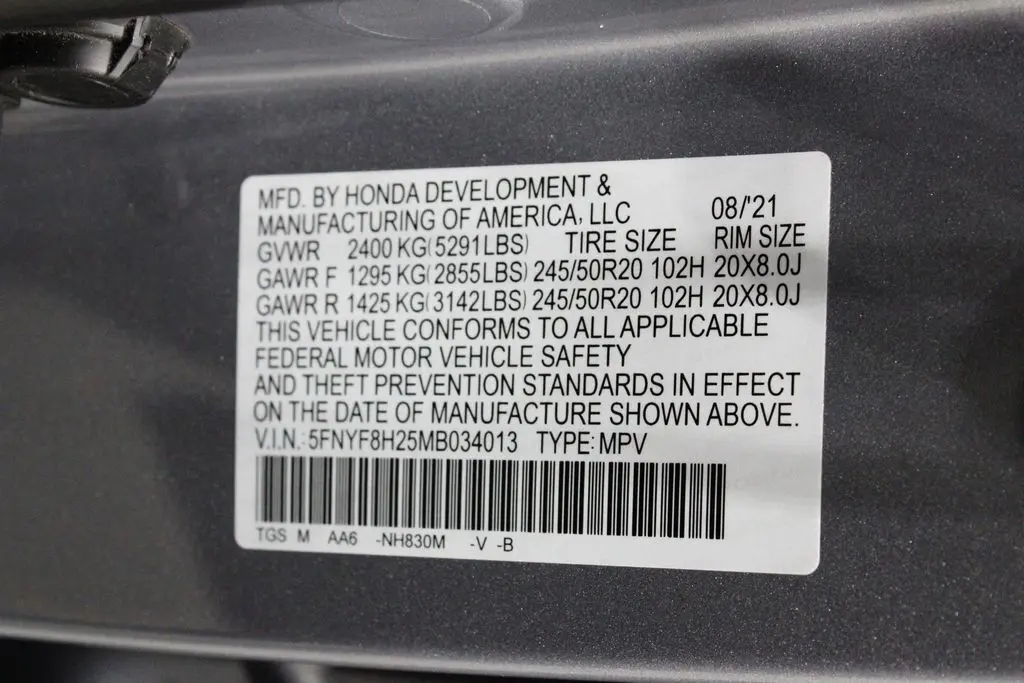 MFD. BY HONDA DEVELOPMENT &
MANUFACTURING OF AMERICA, LLC 08/'21
GVWR 2400 KG(5291LBS) TIRE SIZE RIM SIZE
GAWR F 1295 KG(2855LBS) 245/50R20 102H 20X8.0J
GAWR R 1425 KG(3142LBS) 245/50R20 102H 20X8.0J
THIS VEHICLE CONFORMS TO ALL APPLICABLE
FEDERAL MOTOR VEHICLE SAFETY
AND THEFT PREVENTION STANDARDS IN EFFECT
ON THE DATE OF MANUFACTURE SHOWN ABOVE.
V.I.N.: 5FNYF8H25MB034013 TYPE: MPV
TGS M AA6 -NH830M -V -B